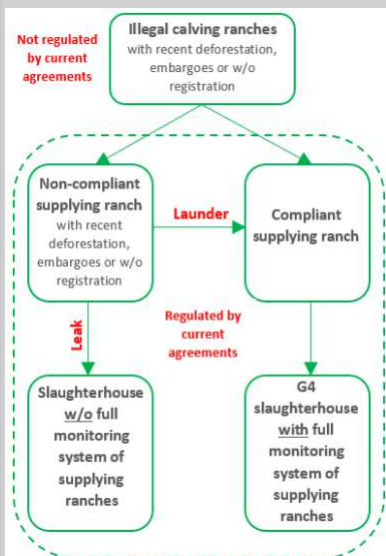 Not regulated
by current
agreements
Illegal calving ranches
with recent deforestation,
embargoes or w/o
registration
Non-compliant
supplying ranch
with recent
deforestation,
embargoes or w/o
registration
Launder
Compliant
supplying ranch
Leak
Regulated by
current
agreements
Slaughterhouse
w/o full
monitoring
system of
supplying
ranches
G4
slaughterhouse
with full
monitoring
system of
supplying
ranches